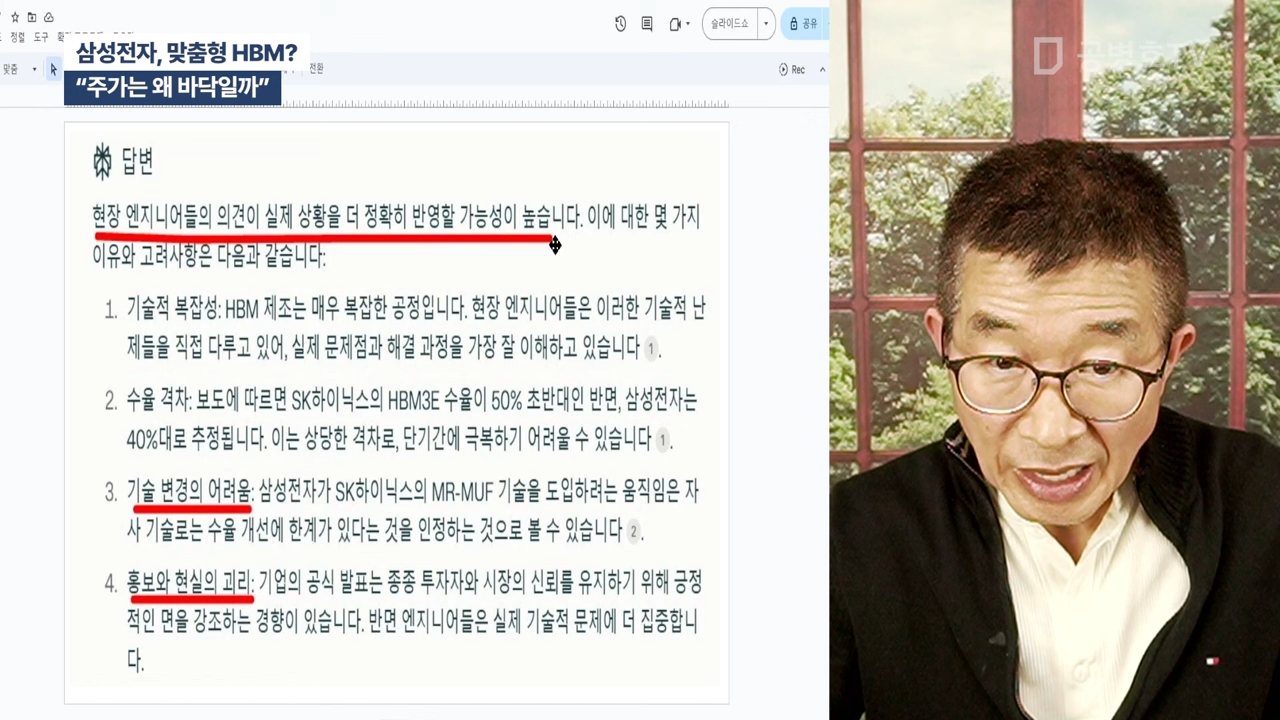 정렬 도구
슬라이드쇼
공유
삼성전자, 맞춤형 HBM?
맞춤
전환
Rec
“주가는 왜 바닥일까”
답변
현장 엔지니어들의 의견이 실제 상황을 더 정확히 반영할 가능성이 높습니다. 이에 대한 몇 가지
이유와 고려사항은 다음과 같습니다:
1. 기술적 복잡성: HBM 제조는 매우 복잡한 공정입니다. 현장 엔지니어들은 이러한 기술적 난
제들을 직접 다루고 있어, 실제 문제점과 해결 과정을 가장 잘 이해하고 있습니다 1.
2. 수율 격차: 보도에 따르면 SK하이닉스의 HBM3E 수율이 50% 초반대인 반면, 삼성전자는
40%대로 추정됩니다. 이는 상당한 격차로, 단기간에 극복하기 어려울 수 있습니다 1.
3. 기술 변경의 어려움: 삼성전자가 SK하이닉스의 MR-MUF 기술을 도입하려는 움직임은 자
사 기술로는 수율 개선에 한계가 있다는 것을 인정하는 것으로 볼 수 있습니다 2.
4. 홍보와 현실의 괴리: 기업의 공식 발표는 종종 투자자와 시장의 신뢰를 유지하기 위해 긍정
적인 면을 강조하는 경향이 있습니다. 반면 엔지니어들은 실제 기술적 문제에 더 집중합니
다.